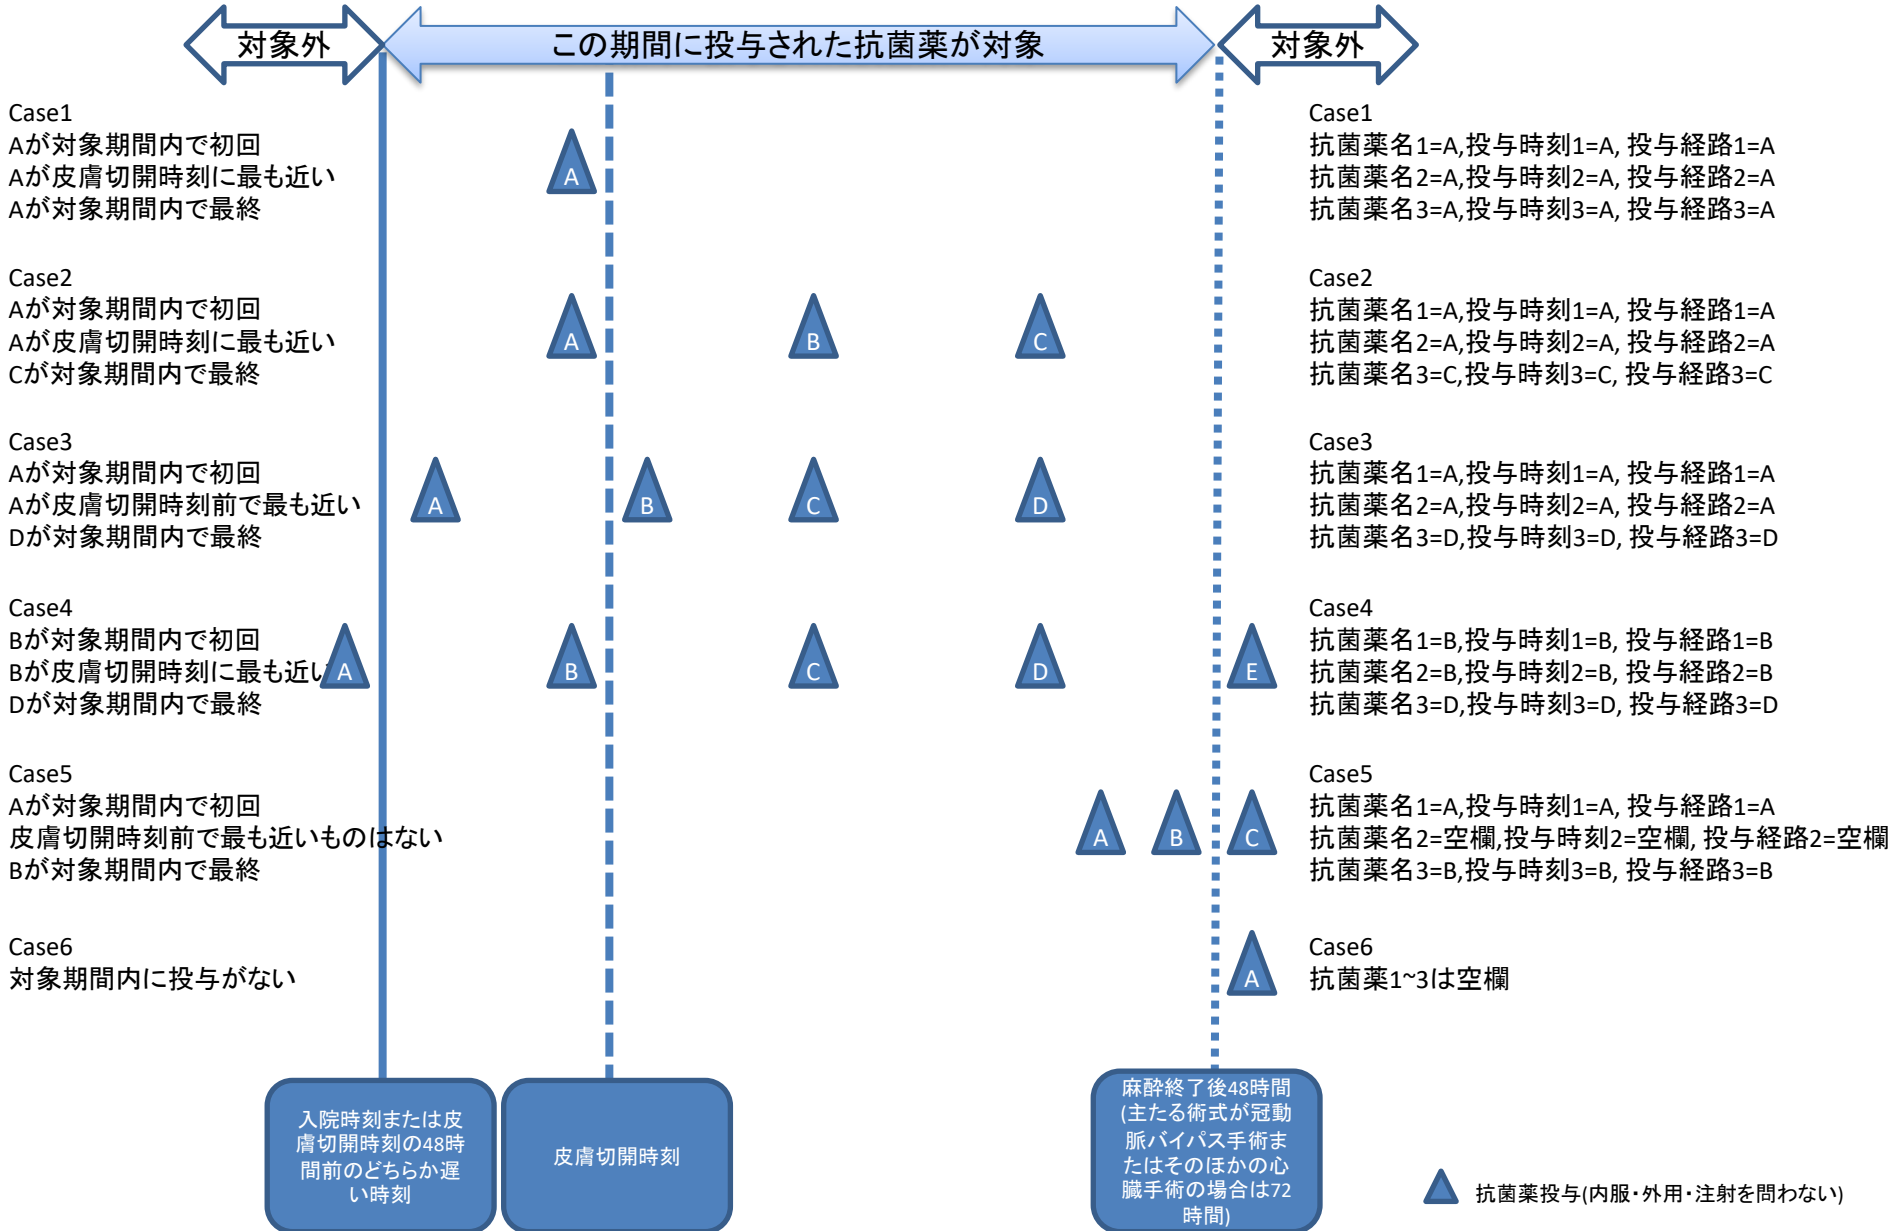 対象外
この期間に投与された抗菌薬が対象
対象外
Case1
Aが対象期間内で初回
Aが皮膚切開時刻に最も近い
Aが対象期間内で最終
A
Case1
抗菌薬名1=A,投与時刻1=A, 投与経路1=A
抗菌薬名2=A,投与時刻2=A, 投与経路2=A
抗菌薬名3=A,投与時刻3=A, 投与経路3=A
Case2
Aが対象期間内で初回
Aが皮膚切開時刻に最も近い
Cが対象期間内で最終
A
B
C
Case2
抗菌薬名1=A,投与時刻1=A, 投与経路1=A
抗菌薬名2=A,投与時刻2=A, 投与経路2=A
抗菌薬名3=C,投与時刻3=C, 投与経路3=C
Case3
Aが対象期間内で初回
Aが皮膚切開時刻前で最も近い
Dが対象期間内で最終
A
B
C
D
Case3
抗菌薬名1=A,投与時刻1=A, 投与経路1=A
抗菌薬名2=A,投与時刻2=A, 投与経路2=A
抗菌薬名3=D,投与時刻3=D, 投与経路3=D
Case4
Bが対象期間内で初回
Bが皮膚切開時刻に最も近い
Dが対象期間内で最終
A
B
C
D
E
Case4
抗菌薬名1=B,投与時刻1=B, 投与経路1=B
抗菌薬名2=B,投与時刻2=B, 投与経路2=B
抗菌薬名3=D,投与時刻3=D, 投与経路3=D
Case5
Aが対象期間内で初回
皮膚切開時刻前で最も近いものはない
Bが対象期間内で最終
A
B
C
Case5
抗菌薬名1=A,投与時刻1=A, 投与経路1=A
抗菌薬名2=空欄,投与時刻2=空欄, 投与経路2=空欄
抗菌薬名3=B,投与時刻3=B, 投与経路3=B
Case6
対象期間内に投与がない
A
Case6
抗菌薬1~3は空欄
入院時刻または皮
膚切開時刻の48時
間前のどちらか遅
い時刻
皮膚切開時刻
麻酔終了後48時間
(主たる術式が冠動
脈バイパス手術ま
たはそのほかの心
臓手術の場合は72
時間)
抗菌薬投与(内服・外用・注射を問わない)